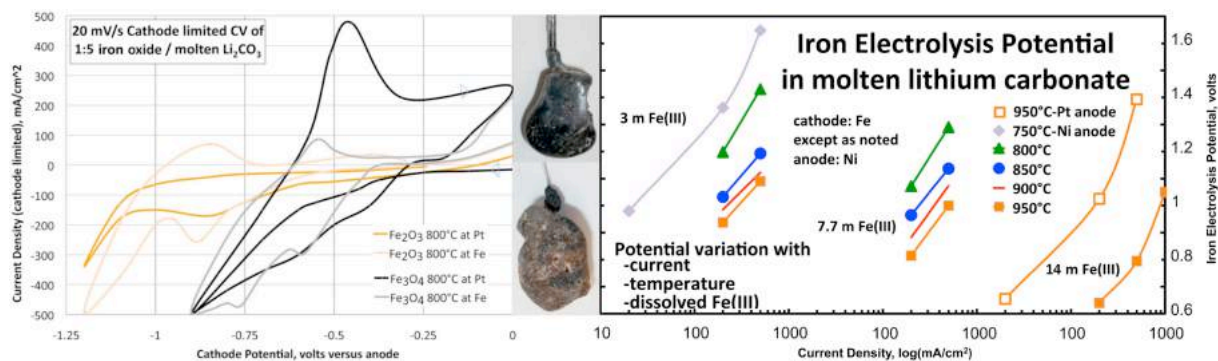 20 mV/s Cathode limited CV of
1:5 iron oxide / molten Li₂CO₃
Current Density (cathode limited), mA/cm^2
500
400
300
200
100
0
-100
-200
-300
-400
-500
-1.25
-1
-0.75
-0.5
-0.25
0
Cathode Potential, volts versus anode
Fe₂O₃ 800°C at Pt
Fe₂O₃ 800°C at Fe
Fe₃O₄ 800°C at Pt
Fe₃O₄ 800°C at Fe
Iron Electrolysis Potential
in molten lithium carbonate
3 m Fe(III)
cathode: Fe
except as noted
anode: Ni
950°C-Pt anode
750°C-Ni anode
800°C
850°C
900°C
950°C
7.7 m Fe(III)
14 m Fe(III)
Potential variation with
-current
-temperature
-dissolved Fe(III)
10
100
1000
100
1000
100
1000
Current Density, log(mA/cm²)
1.6
1.4
1.2
1
0.8
0.6
Iron Electrolysis Potential, volts